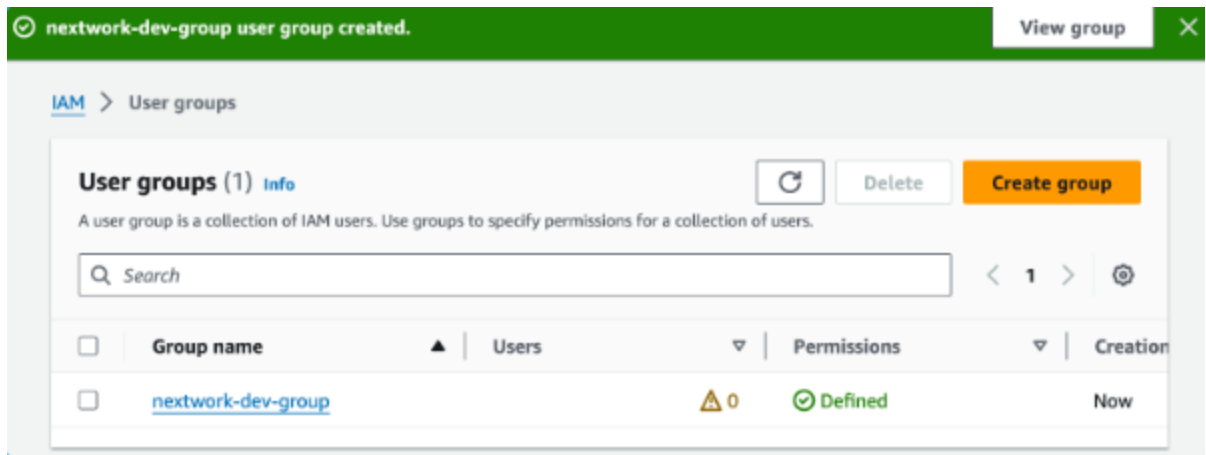 nextwork-dev-group user group created.
View group
IAM > User groups
User groups (1) Info
Delete
Create group
A user group is a collection of IAM users. Use groups to specify permissions for a collection of users.
Search
< 1 >
Group name
Users
Permissions
Creation
nextwork-dev-group
0
Defined
Now